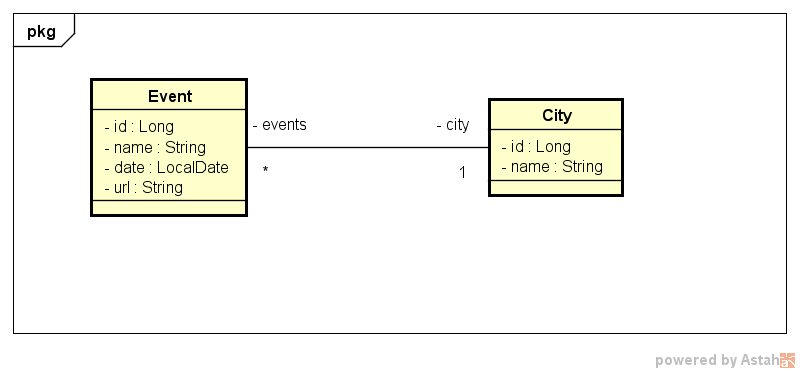 pkg
Event
- id : Long
- name : String
- date : LocalDate
- url : String
- events
*
- city
1
City
- id : Long
- name : String
powered by Astah